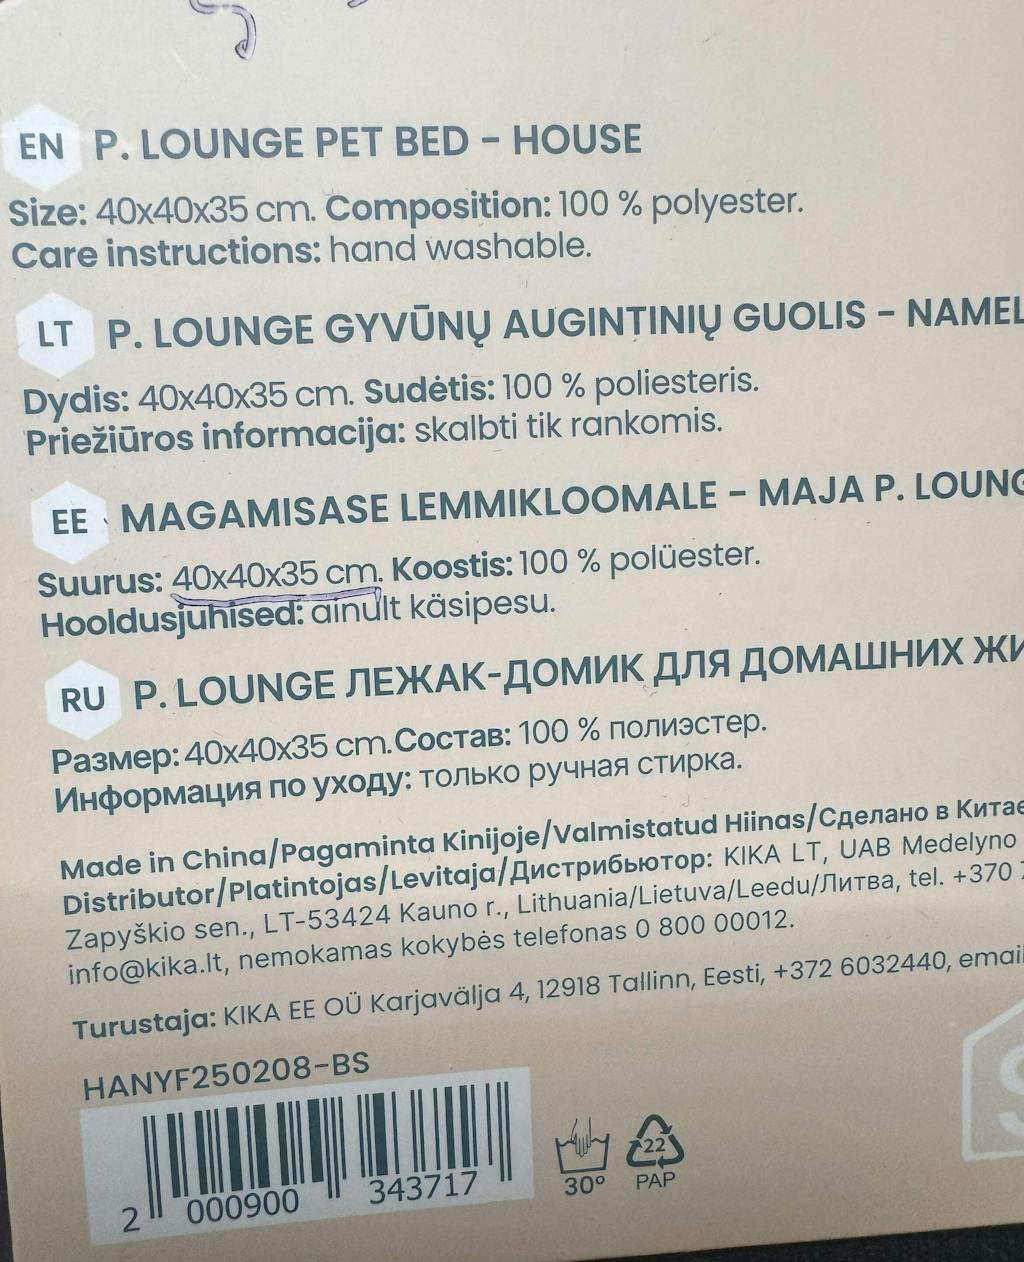 EN P. LOUNGE PET BED – HOUSE
Size: 40x40x35 cm. Composition: 100 % polyester.
Care instructions: hand washable.
LT P. LOUNGE GYVŪNŲ AUGINTINIŲ GUOLIS – NAMEL
Dydis: 40x40x35 cm. Sudėtis: 100 % poliesteris.
Priežiūros informacija: skalbti tik rankomis.
EE MAGAMISASE LEMMIKLOOMALE – MAJA P. LOUNG
Suurus: 40x40x35 cm. Koostis: 100 % polüester.
Hooldusjuhised: ainult käsipesu.
RU P. LOUNGE ЛЕЖАК-ДОМИК ДЛЯ ДОМАШНИХ ЖИ
Размер: 40x40x35 cm. Состав: 100 % полиэстер.
Информация по уходу: только ручная стирка.
Made in China/Pagaminta Kinijoje/Valmistatud Hiinas/Сделано в Китае
Distributor/Platintojas/Levitaja/Дистрибьютор: KIKA LT, UAB Medelyno
Zapyškio sen., LT-53424 Kauno r., Lithuania/Lietuva/Leedu/Литва, tel. +370
info@kika.lt, nemokamas kokybės telefonas 0 800 00012.
Turustaja: KIKA EE OÜ Karjavälja 4, 12918 Tallinn, Eesti, +372 6032440, email
HANYF250208-BS
2 000900 343717
30°
22
PAP